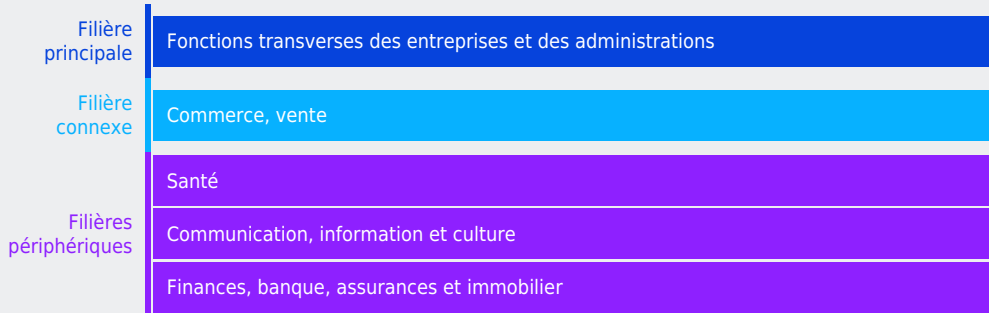 Filière
principale
Fonctions transverses des entreprises et des administrations
Filière
connexe
Commerce, vente
Filières
périphériques
Santé
Communication, information et culture
Finances, banque, assurances et immobilier